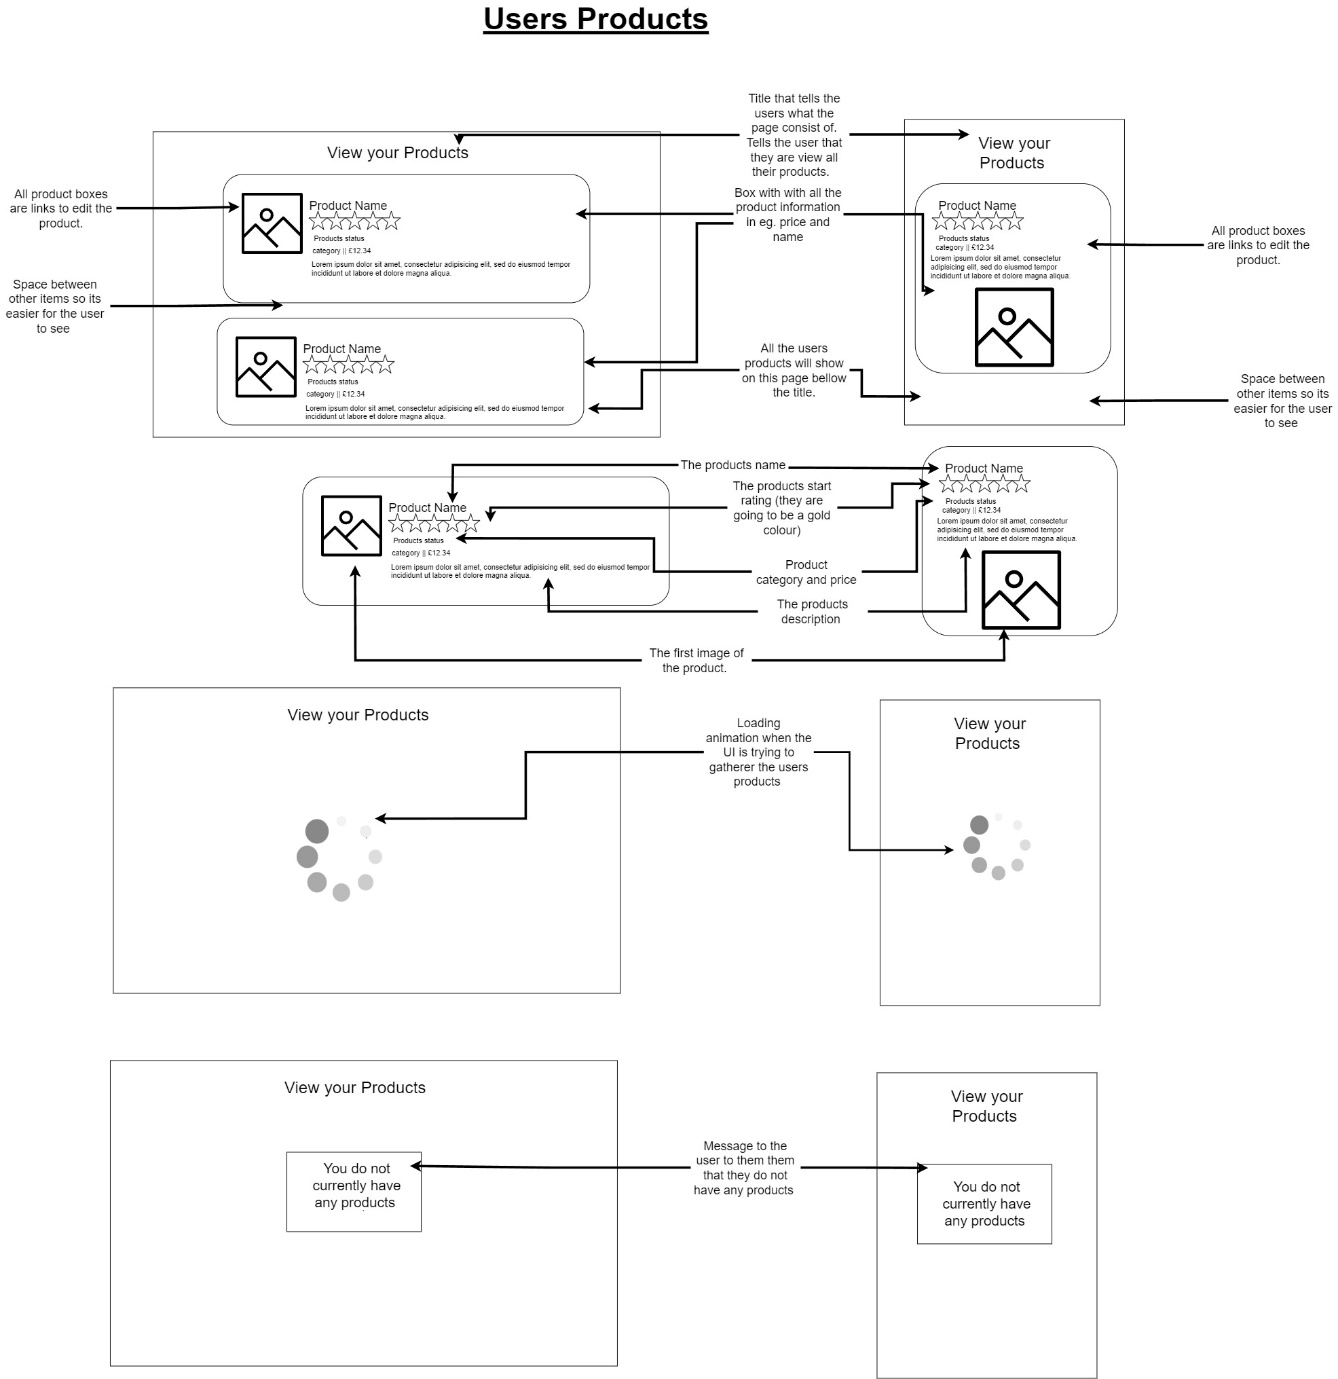 Users Products
Title that tells the
users what the
page consist of.
Tells the user that
they are view all
their products.
View your Products
View your
Products
All product boxes
are links to edit the
product.
Product Name
Products status
category || £12.34
Lorem ipsum dolor sit amet, consectetur adipisicing elit, sed do eiusmod tempor
incididunt ut labore et dolore magna aliqua.
Box with with all the
product information
in eg. price and
name
Product Name
Products status
category || £12.34
Lorem ipsum dolor sit amet, consectetur
adipisicing elit, sed do eiusmod tempor
incididunt ut labore et dolore magna aliqua.
All product boxes
are links to edit the
product.
Space between
other items so its
easier for the user
to see
Product Name
Products status
category || £12.34
Lorem ipsum dolor sit amet, consectetur adipisicing elit, sed do eiusmod tempor
incididunt ut labore et dolore magna aliqua.
All the users
products will show
on this page bellow
the title.
Space between
other items so its
easier for the user
to see
The products name
The products start
rating (they are
going to be a gold
colour)
Product
category and price
The products
description
The first image of
the product.
Product Name
Products status
category || £12.34
Lorem ipsum dolor sit amet, consectetur adipisicing elit, sed do eiusmod tempor
incididunt ut labore et dolore magna aliqua.
Product Name
Products status
category || £12.34
Lorem ipsum dolor sit amet, consectetur
adipisicing elit, sed do eiusmod tempor
incididunt ut labore et dolore magna aliqua.
View your Products
Loading
animation when the
UI is trying to
gatherer the users
products
View your
Products
View your Products
You do not
currently have
any products
Message to the
user to them them
that they do not
have any products
View your
Products
You do not
currently have
any products